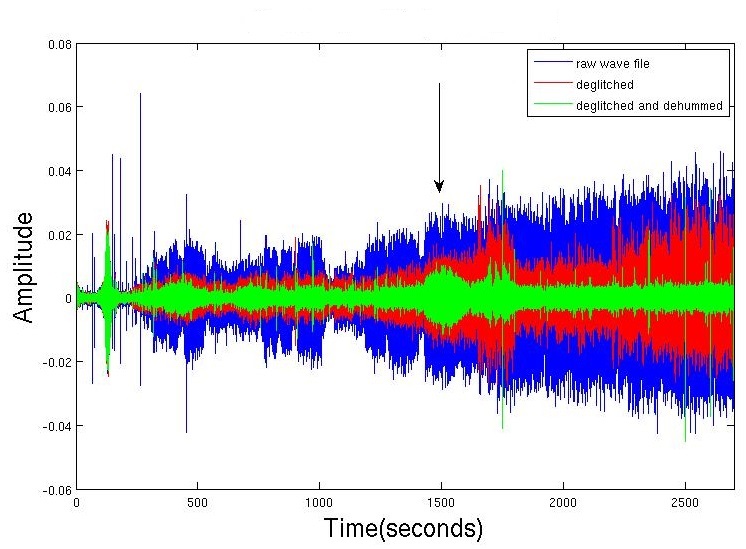 0.08
0.06
0.04
0.02
0
-0.02
-0.04
-0.06
Amplitude
raw wave file
deglitched
deglitched and dehummed
0 500 1000 1500 2000 2500
Time(seconds)